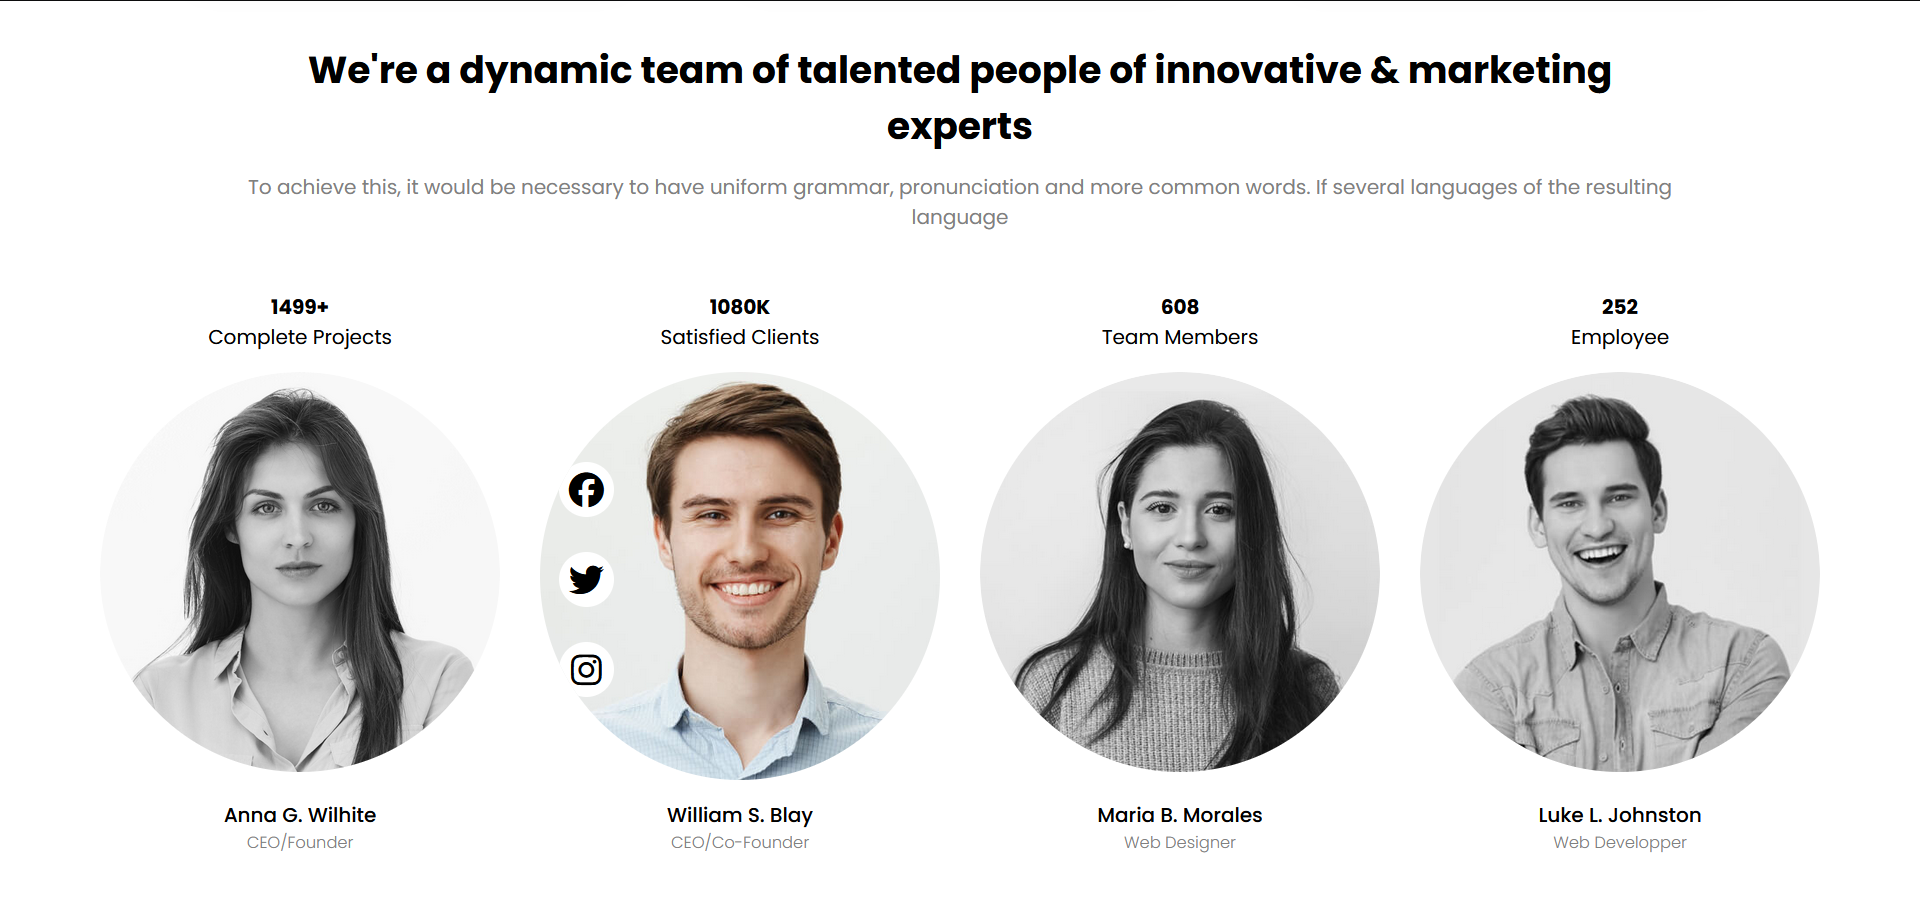 We're a dynamic team of talented people of innovative & marketing
experts
To achieve this, it would be necessary to have uniform grammar, pronunciation and more common words. If several languages of the resulting
language
1499+
Complete Projects
1080K
Satisfied Clients
608
Team Members
252
Employee
Anna G. Wilhite
CEO/Founder
William S. Blay
CEO/Co-Founder
Maria B. Morales
Web Designer
Luke L. Johnston
Web Developper